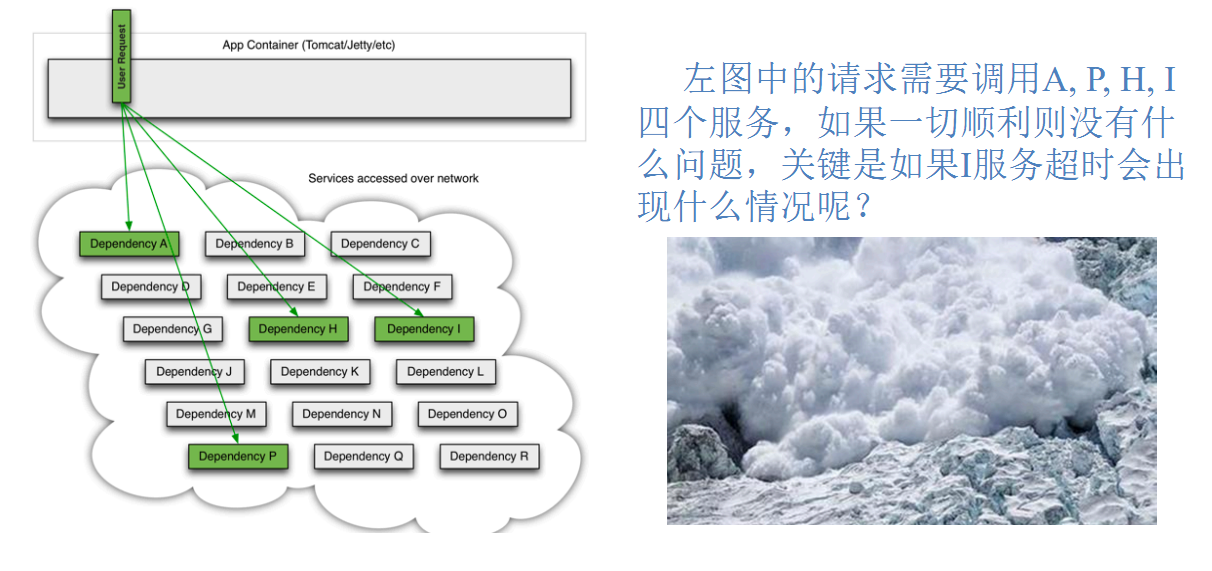 User Request
App Container (Tomcat/Jetty/etc)
Services accessed over network
Dependency A
Dependency B
Dependency C
Dependency D
Dependency E
Dependency F
Dependency G
Dependency H
Dependency I
Dependency J
Dependency K
Dependency L
Dependency M
Dependency N
Dependency O
Dependency P
Dependency Q
Dependency R
左图中的请求需要调用A, P, H, I
四个服务，如果一切顺利则没有什
么问题，关键是如果I服务超时会出
现什么情况呢？